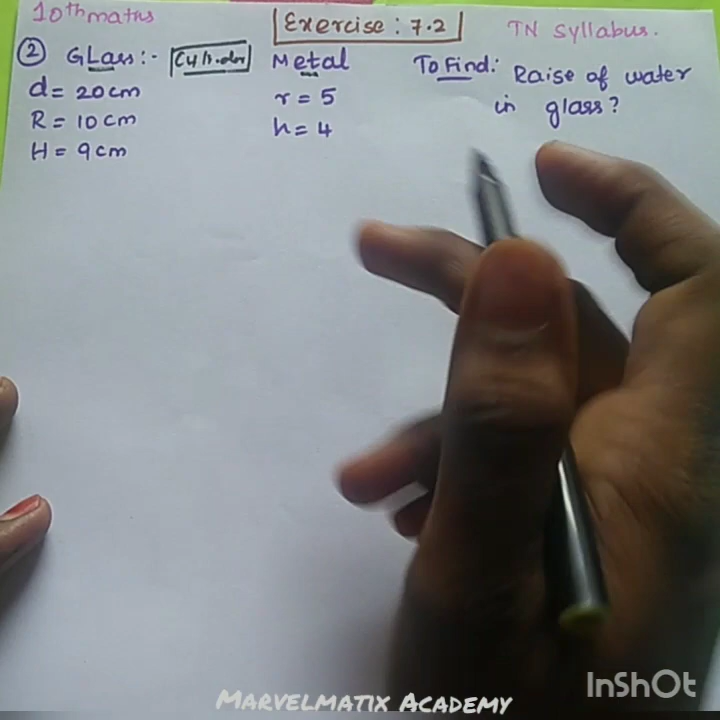 10th maths
Exercise : 7.2
TN Syllabus.
② GLass :- Cylinder
d = 20 cm
R = 10 cm
H = 9 cm
Metal
r = 5
h = 4
To Find : Raise of water
in glass ?
InShOt
MARVELMATIX ACADEMY